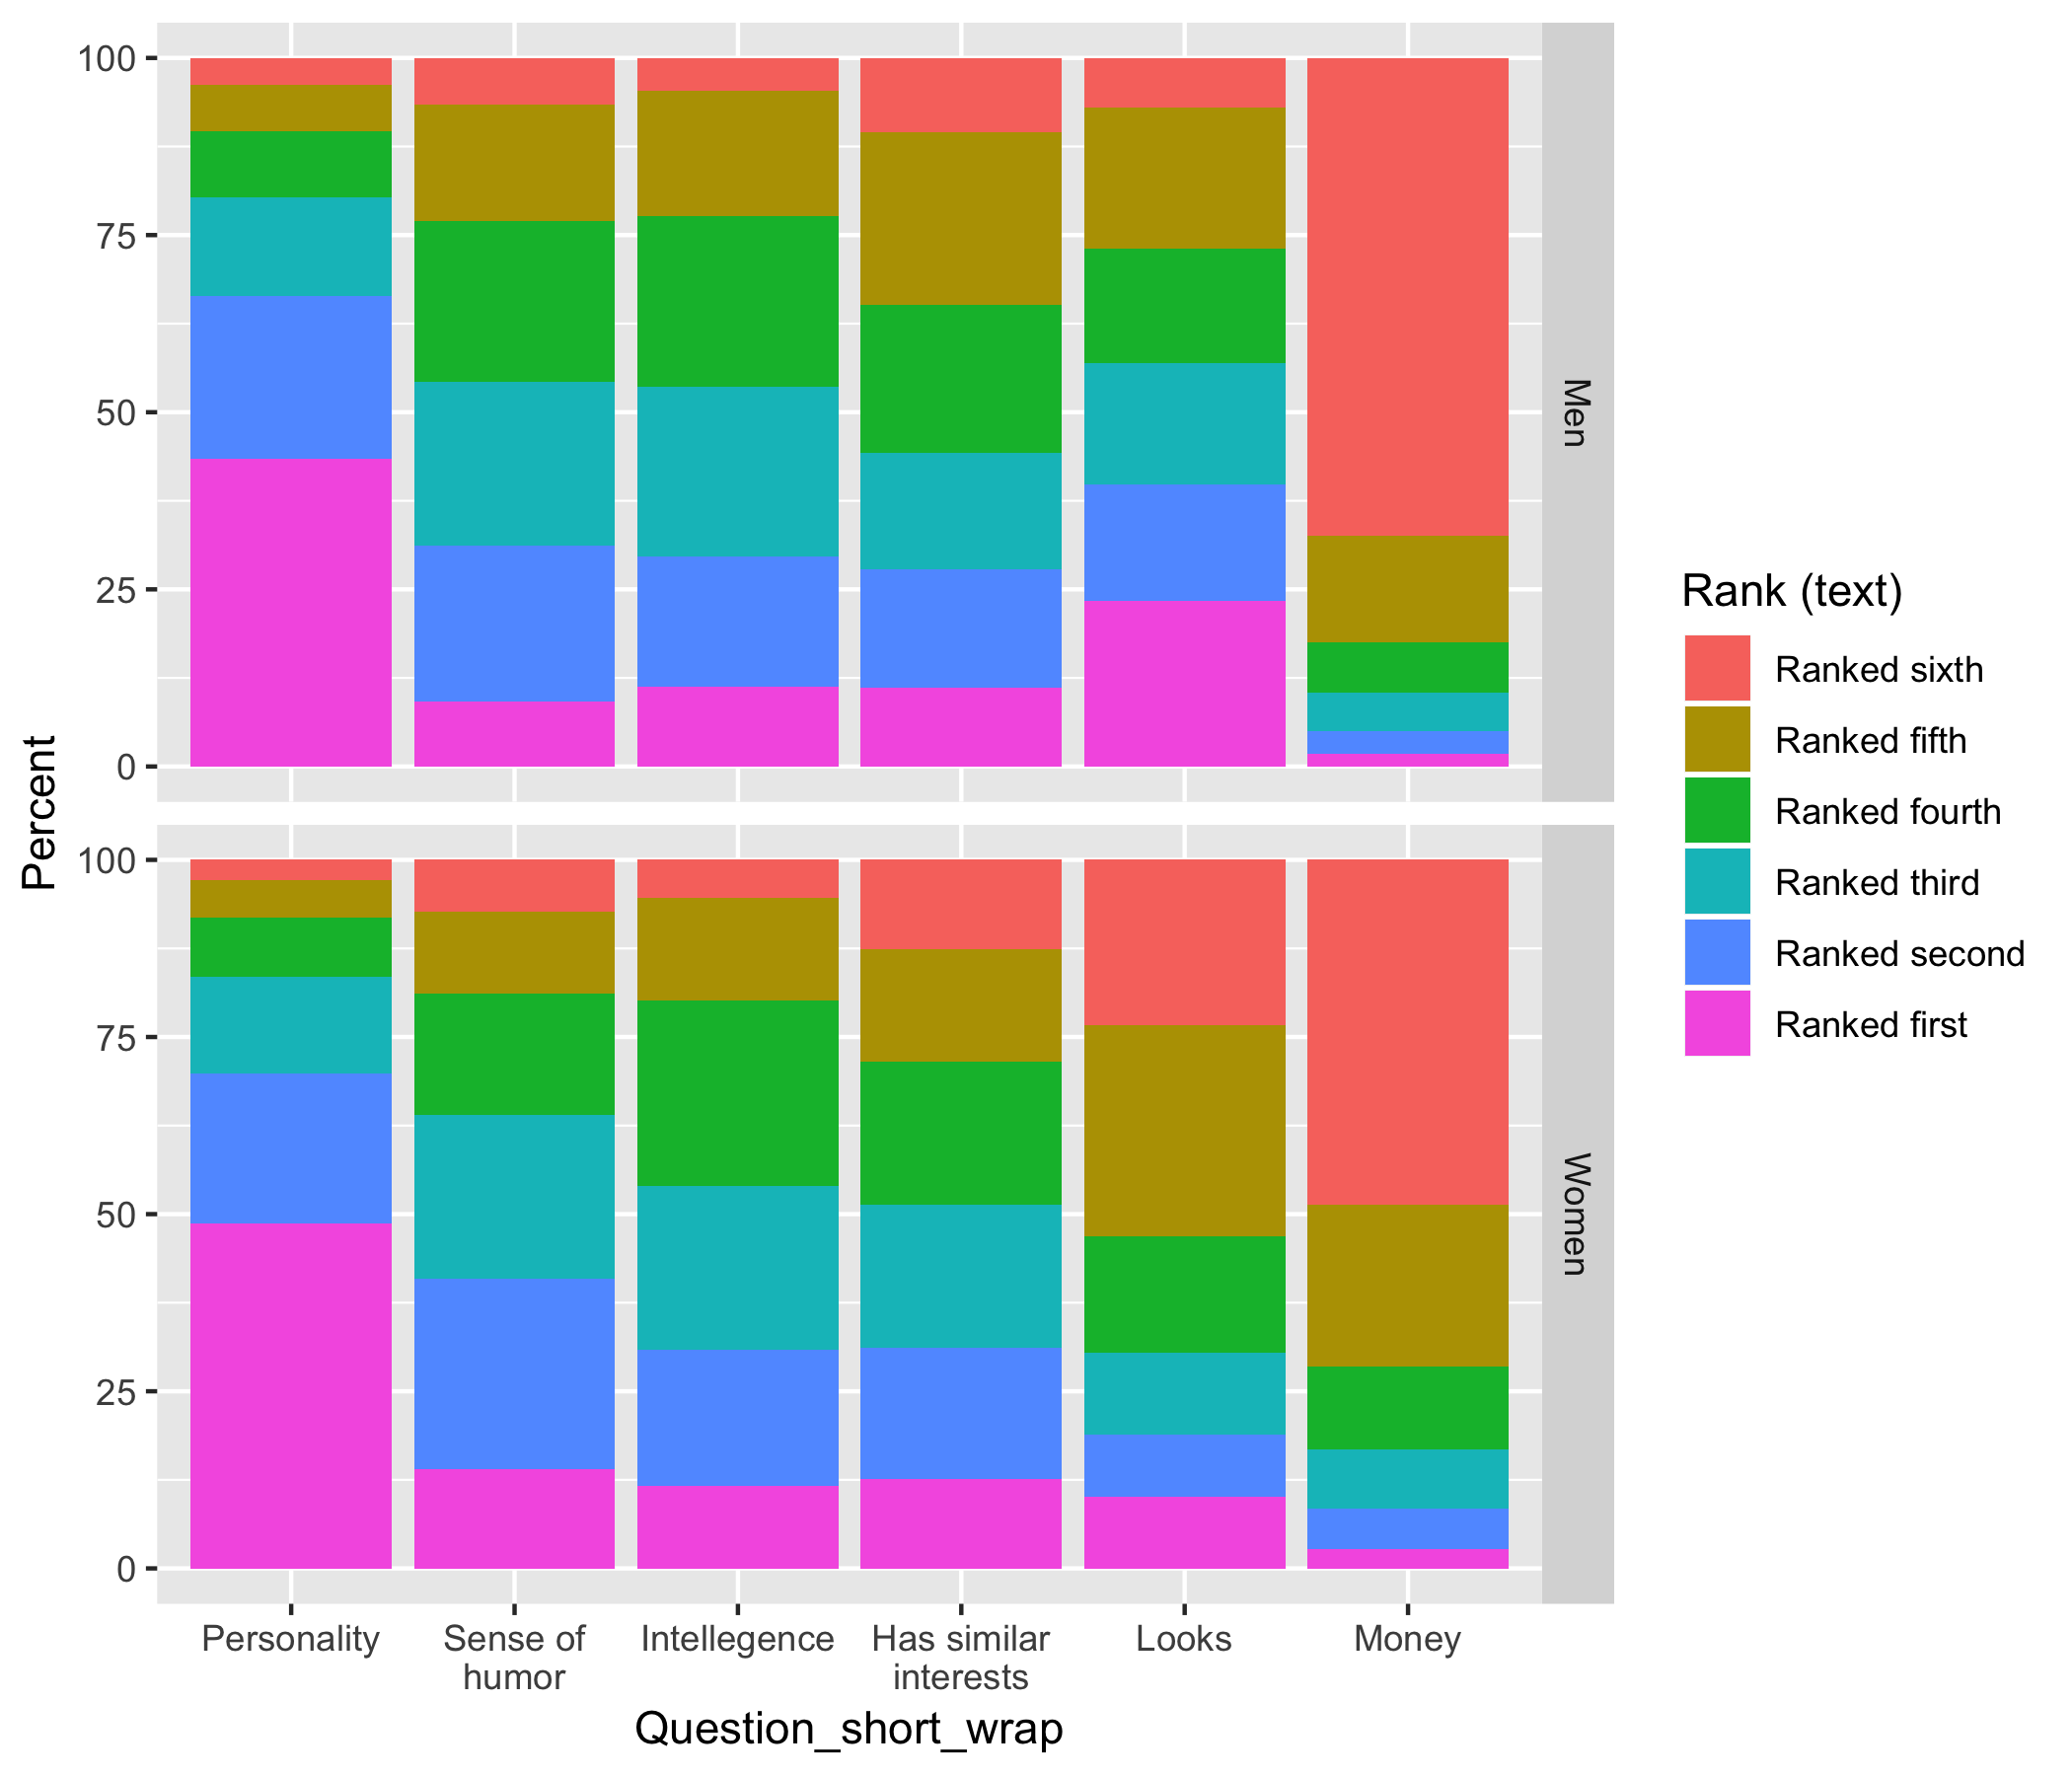 100
75
50
25
0
Men
100
75
50
25
0
Women
Percent
Personality
Sense of
humor
Intellegence
Has similar
interests
Looks
Money
Question_short_wrap
Rank (text)
Ranked sixth
Ranked fifth
Ranked fourth
Ranked third
Ranked second
Ranked first